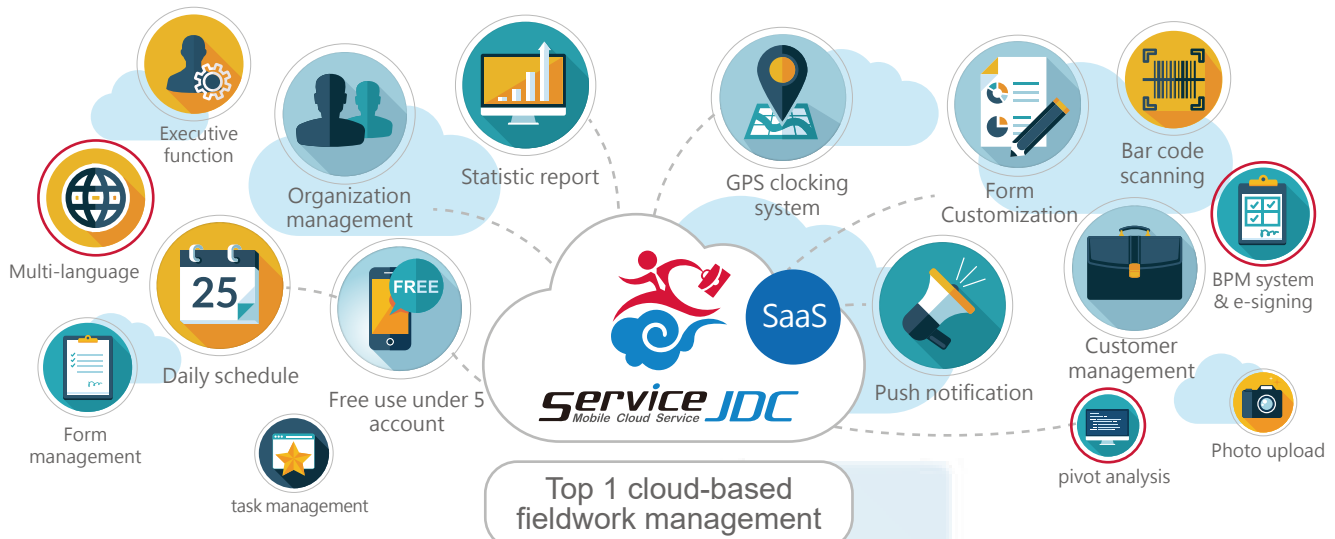 Executive
function
Organization
management
Statistic report
GPS clocking
system
Form
Customization
Bar code
scanning
Multi-language
25
Daily schedule
FREE
Free use under 5
account
SaaS
Service JDC
Mobile Cloud Service
Push notification
Customer
management
BPM system
& e-signing
Form
management
task management
pivot analysis
Photo upload
Top 1 cloud-based
fieldwork management